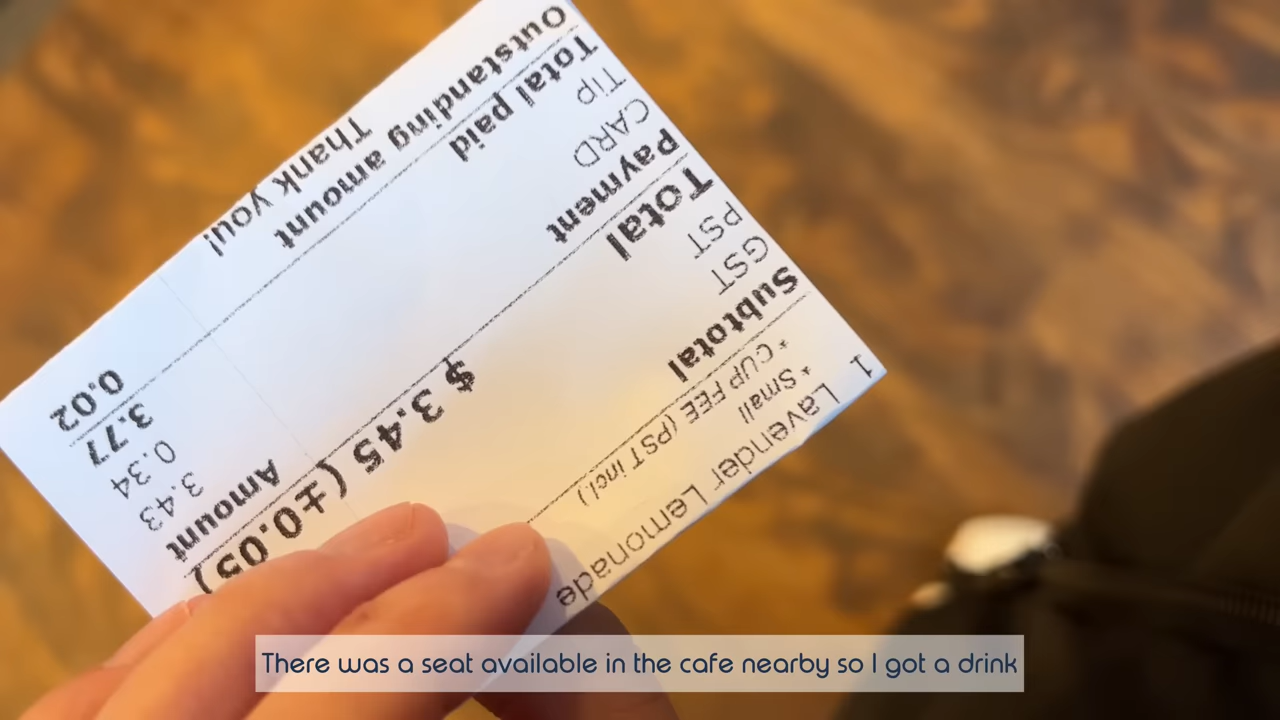 1 Lavender Lemonade
* Small
* CUP FEE (PST incl.)
Subtotal
GST
PST
Total $ 3.45 (±0.05)
Payment Amount
CARD 3.43
Tip 0.34
Total paid 3.77
Outstanding amount 0.02
Thank you!
There was a seat available in the cafe nearby so I got a drink